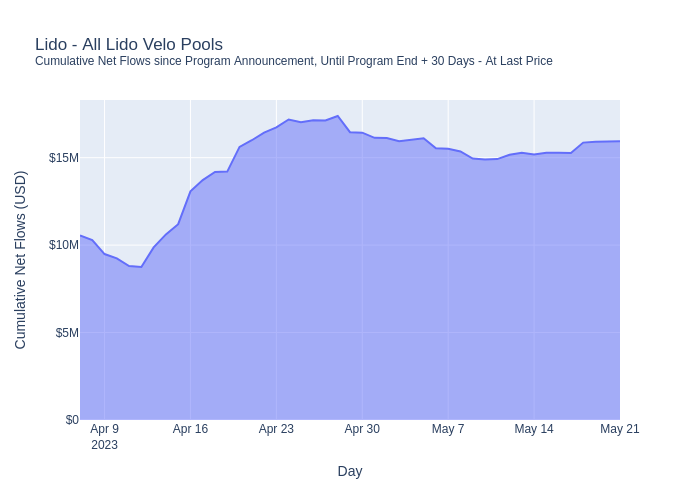 Lido - All Lido Velo Pools
Cumulative Net Flows since Program Announcement, Until Program End + 30 Days - At Last Price
Cumulative Net Flows (USD)
$15M
$10M
$5M
$0
Apr 9
2023
Apr 16
Apr 23
Apr 30
May 7
May 14
May 21
Day